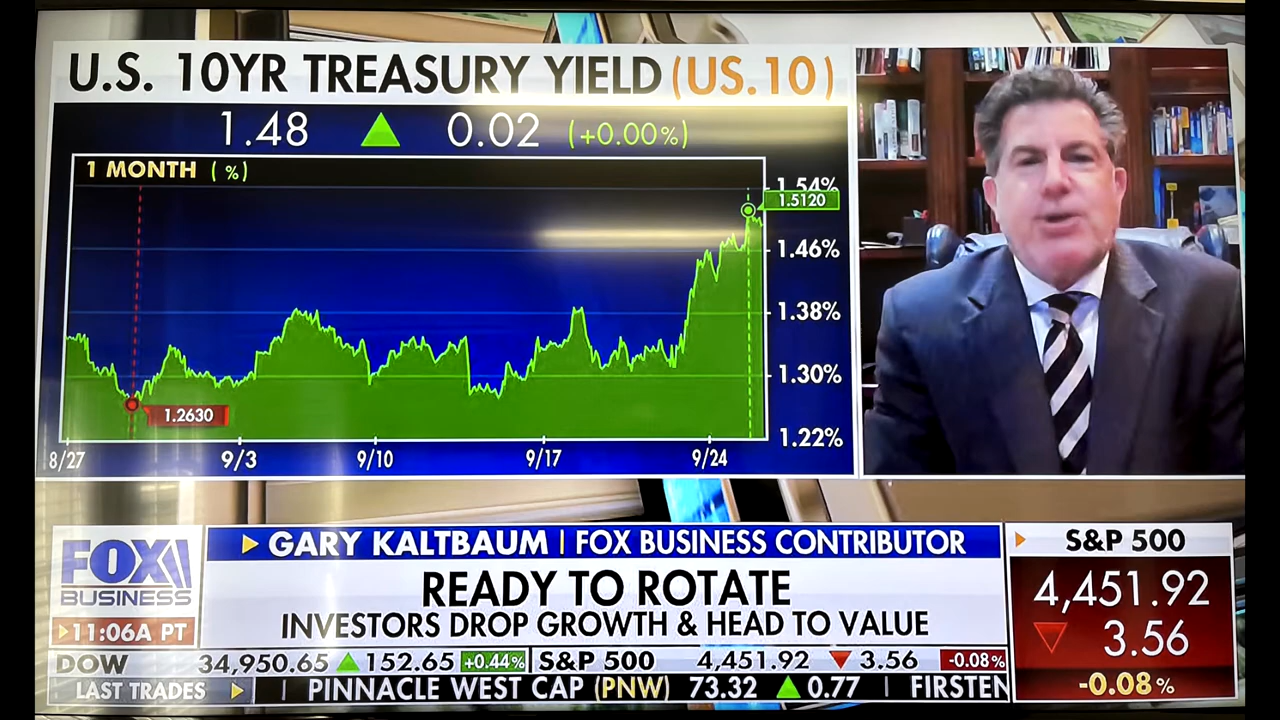 U.S. 10YR TREASURY YIELD (US.10)
1.48 ▲ 0.02 (+0.00%)
1 MONTH (%)
1.54%
1.5120
1.46%
1.38%
1.30%
1.22%
1.2630
8/27 9/3 9/10 9/17 9/24
GARY KALTBAUM | FOX BUSINESS CONTRIBUTOR
READY TO ROTATE
INVESTORS DROP GROWTH & HEAD TO VALUE
FOX
BUSINESS
11:06A PT
S&P 500
4,451.92
▽ 3.56
-0.08%
DOW 34,950.65 ▲ 152.65 +0.44% S&P 500 4,451.92 ▼ 3.56 -0.08%
LAST TRADES | PINNACLE WEST CAP (PNW) 73.32 ▲ 0.77 | FIRSTEN